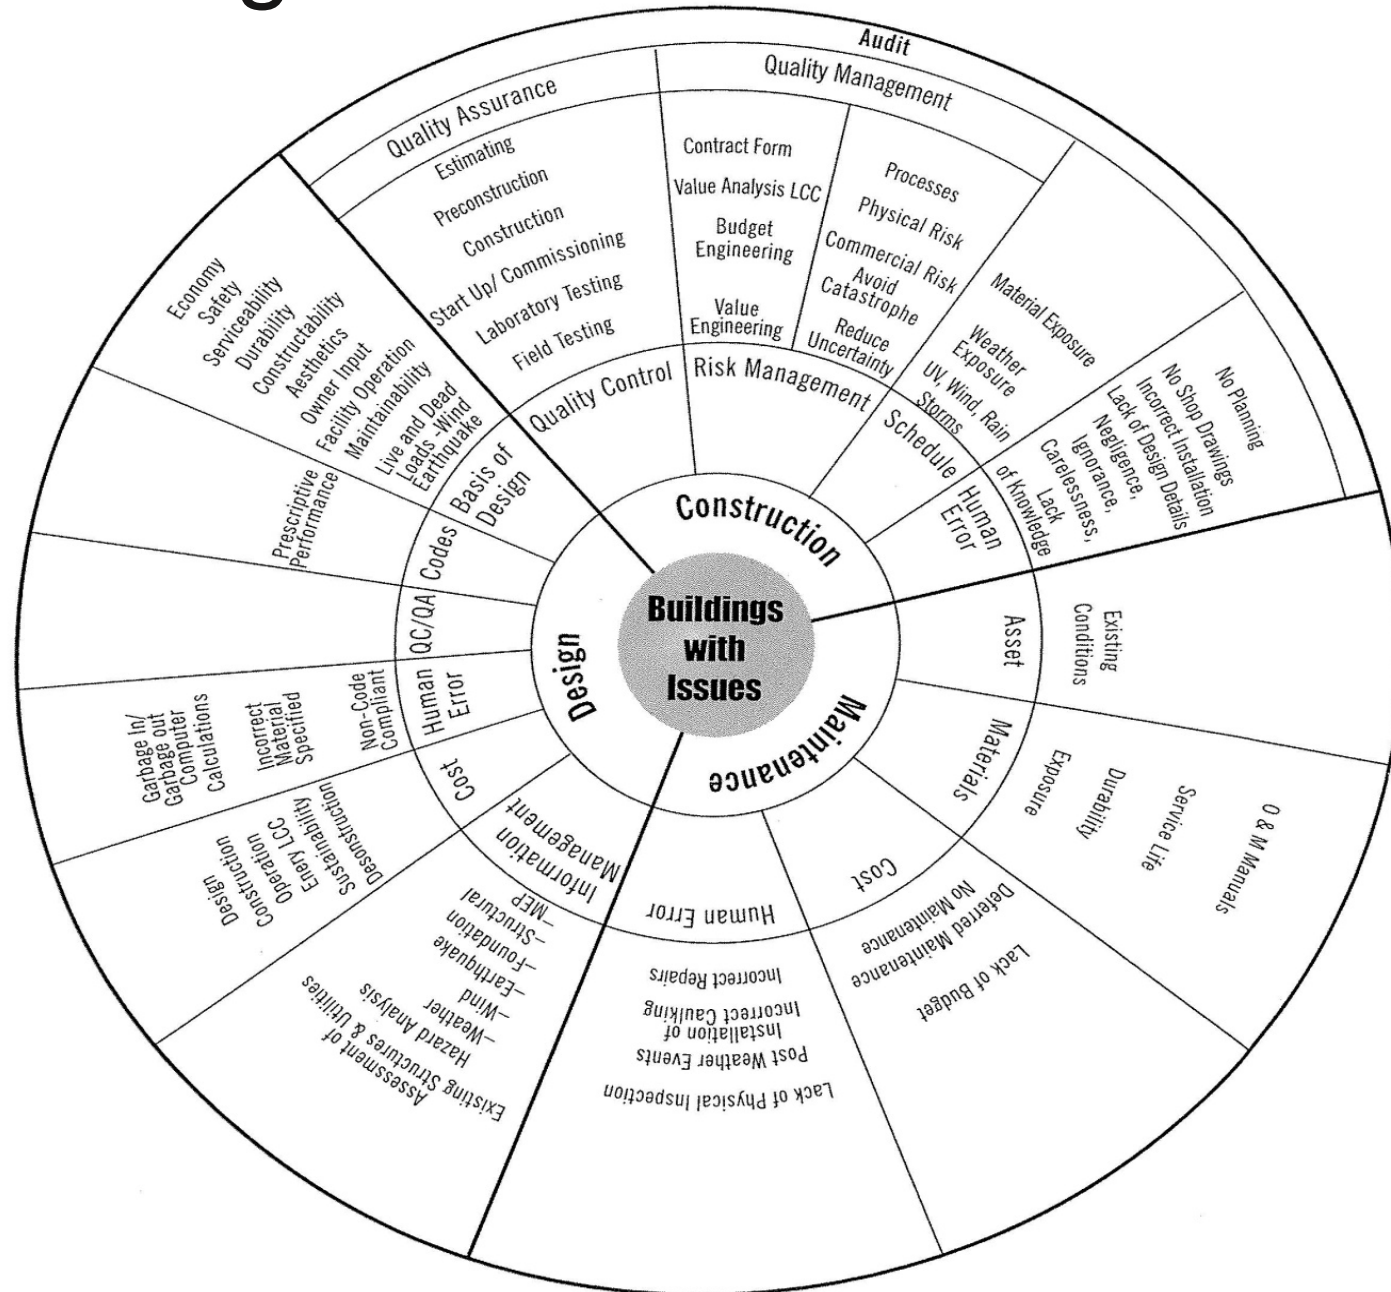 Audit
Quality Assurance
Quality Management
Estimating
Preconstruction
Construction
Start Up/ Commissioning
Laboratory Testing
Field Testing
Quality Control
Contract Form
Value Analysis LCC
Budget
Engineering
Value
Engineering
Processes
Physical Risk
Commercial Risk
Avoid
Catastrophe
Reduce
Uncertainty
Risk Management
Material Exposure
Weather
Exposure
UV, Wind, Rain
Storms
Schedule
No Planning
No Shop Drawings
Incorrect Installation
Lack of Design Details
Negligence,
Ignorance,
Carelessness,
Lack
of Knowledge
Human
Error
Construction
Buildings
with
Issues
Asset
Existing
Conditions
Materials
Exposure
Durability
Service Life
O & M Manuals
Cost
No Maintenance
Deferred Maintenance
Lack of Budget
Human Error
Incorrect Repairs
Incorrect Caulking
Installation of
Post Weather Events
Lack of Physical Inspection
Maintenance
Design
Information
Management
–MEP
–Structural
–Foundation
–Earthquake
–Wind
–Weather
Hazard Analysis
Existing Structures & Utilities
Assessment of
Cost
Design
Construction
Operation
Enery LCC
Sustainability
Desonstruction
Human
Error
Garbage In/
Garbage out
Computer
Calculations
Incorrect
Material
Specified
Non-Code
Compliant
QC/QA
Codes
Prescriptive
Performance
Basis of
Design
Economy
Safety
Serviceability
Durability
Constructability
Aesthetics
Owner Input
Facility Operation
Maintainability
Live and Dead
Loads -Wind
Earthquake